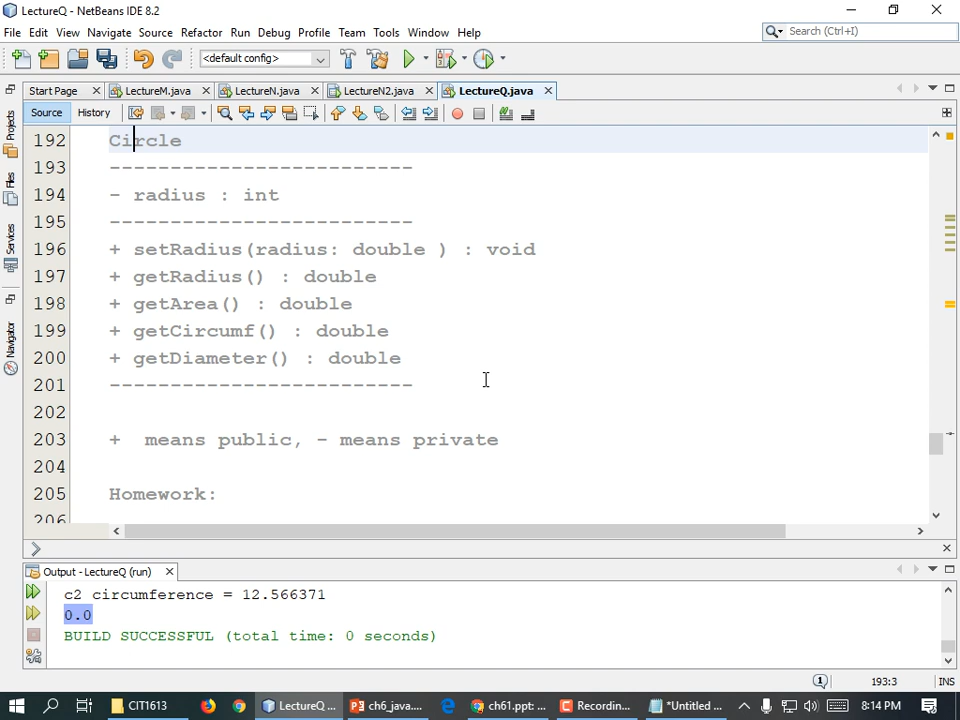 LectureQ - NetBeans IDE 8.2
File Edit View Navigate Source Refactor Run Debug Profile Team Tools Window Help
Search (Ctrl+I)
<default config>
Start Page LectureM.java LectureN.java LectureN2.java LectureQ.java
Source History
Projects
Files
Services
Navigator
192 Circle
193 -------------------------
194 - radius : int
195 -------------------------
196 + setRadius(radius: double ) : void
197 + getRadius() : double
198 + getArea() : double
199 + getCircumf() : double
200 + getDiameter() : double
201 -------------------------
202
203 +  means public, - means private
204
205 Homework:
206
Output - LectureQ (run)
c2 circumference = 12.566371
0.0
BUILD SUCCESSFUL (total time: 0 seconds)
1 193:3 INS
CIT1613 LectureQ ... ch6_java.... ch61.ppt: ... Recordin... *Untitled ... 8:14 PM